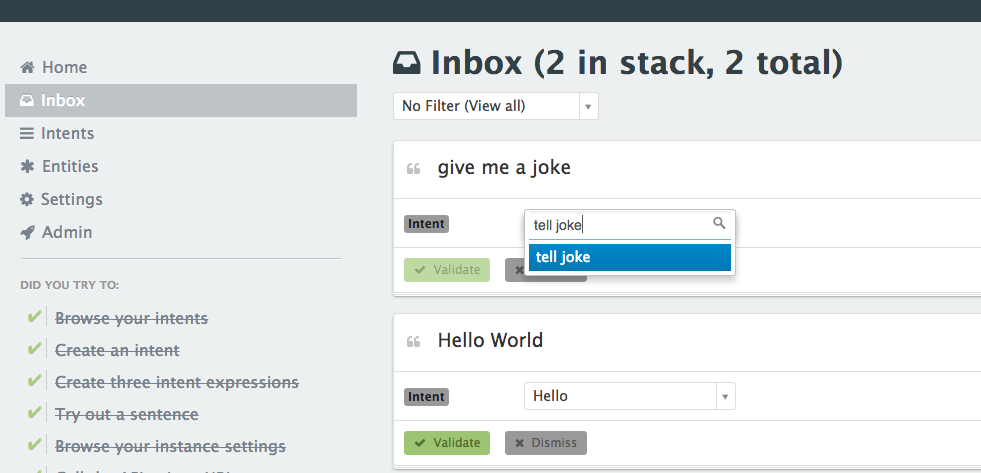 Home
Inbox
Intents
Entities
Settings
Admin
DID YOU TRY TO:
Browse your intents
Create an intent
Create three intent expressions
Try out a sentence
Browse your instance settings
Inbox (2 in stack, 2 total)
No Filter (View all)
give me a joke
Intent
tell joke
tell joke
Validate
Hello World
Intent
Hello
Validate
Dismiss